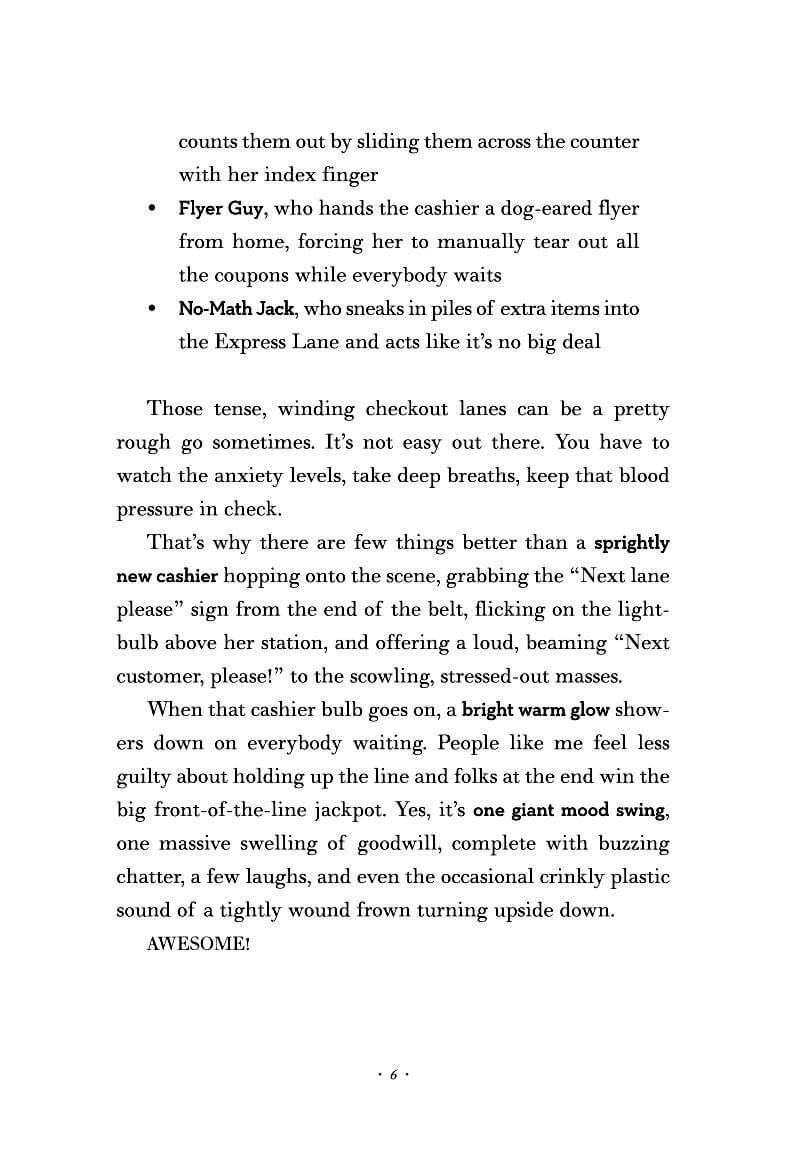 counts them out by sliding them across the counter
with her index finger
• Flyer Guy, who hands the cashier a dog-eared flyer
from home, forcing her to manually tear out all
the coupons while everybody waits
• No-Math Jack, who sneaks in piles of extra items into
the Express Lane and acts like it’s no big deal
Those tense, winding checkout lanes can be a pretty
rough go sometimes. It’s not easy out there. You have to
watch the anxiety levels, take deep breaths, keep that blood
pressure in check.
That’s why there are few things better than a sprightly
new cashier hopping onto the scene, grabbing the “Next lane
please” sign from the end of the belt, flicking on the light-
bulb above her station, and offering a loud, beaming “Next
customer, please!” to the scowling, stressed-out masses.
When that cashier bulb goes on, a bright warm glow show-
ers down on everybody waiting. People like me feel less
guilty about holding up the line and folks at the end win the
big front-of-the-line jackpot. Yes, it’s one giant mood swing,
one massive swelling of goodwill, complete with buzzing
chatter, a few laughs, and even the occasional crinkly plastic
sound of a tightly wound frown turning upside down.
AWESOME!
· 6 ·